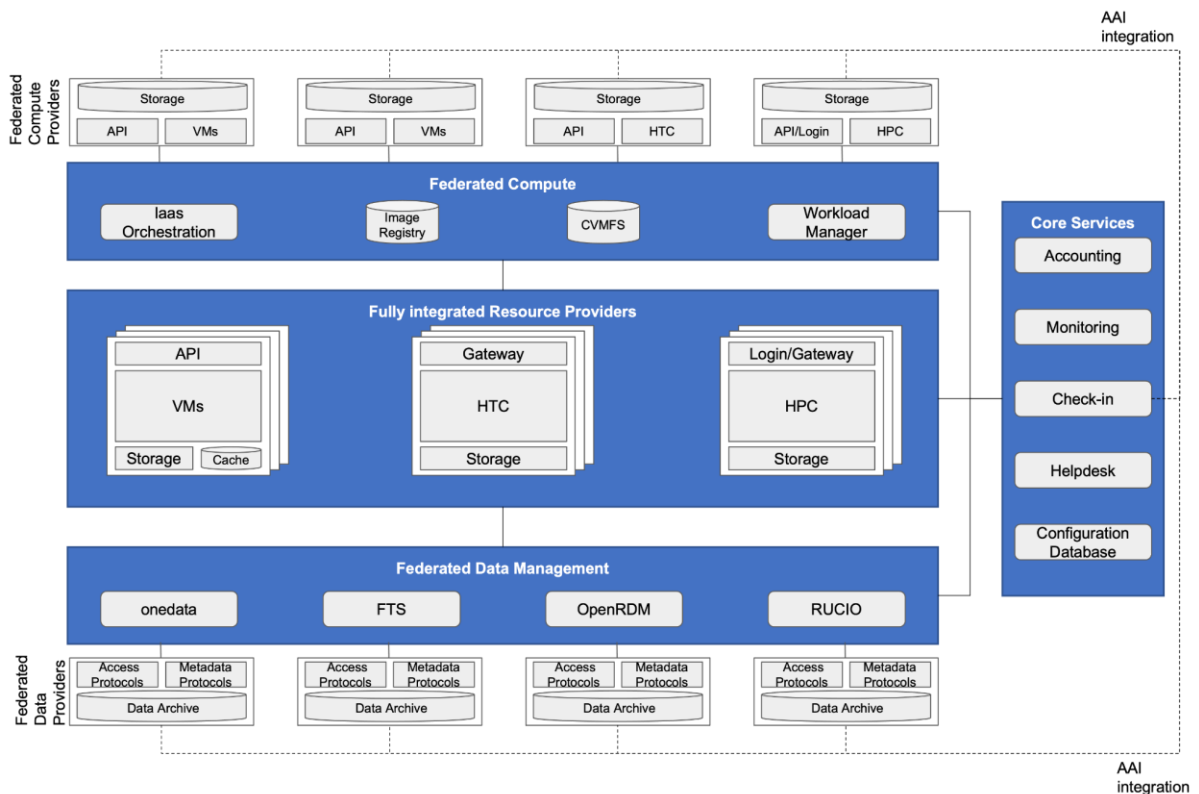 AAI
integration
Federated
Compute
Providers
Storage
API
VMs
Storage
API
VMs
Storage
API
HTC
Storage
API/Login
HPC
Federated Compute
Iaas
Orchestration
Image
Registry
CVMFS
Workload
Manager
Core Services
Accounting
Monitoring
Check-in
Helpdesk
Configuration
Database
Fully integrated Resource Providers
API
VMs
Storage
Cache
Gateway
HTC
Storage
Login/Gateway
HPC
Storage
Federated Data Management
onedata
FTS
OpenRDM
RUCIO
Federated
Data
Providers
Access
Protocols
Metadata
Protocols
Data Archive
Access
Protocols
Metadata
Protocols
Data Archive
Access
Protocols
Metadata
Protocols
Data Archive
Access
Protocols
Metadata
Protocols
Data Archive
AAI
integration